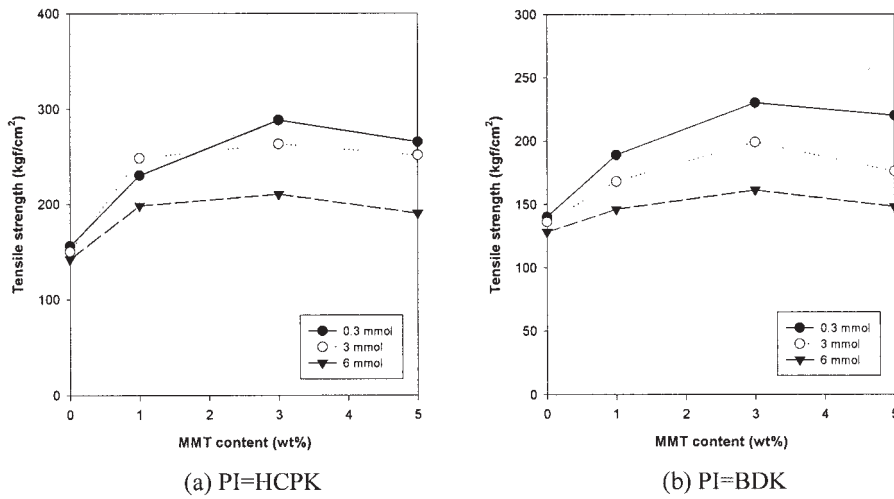 Tensile strength (kgf/cm²)
500
400
300
200
100
0
0.3 mmol
3 mmol
6 mmol
0 1 2 3 4 5
MMT content (wt%)
(a) PI=HCPK
Tensile strength (kgf/cm²)
300
250
200
150
100
50
0
0.3 mmol
3 mmol
6 mmol
0 1 2 3 4 5
MMT content (wt%)
(b) PI=BDK